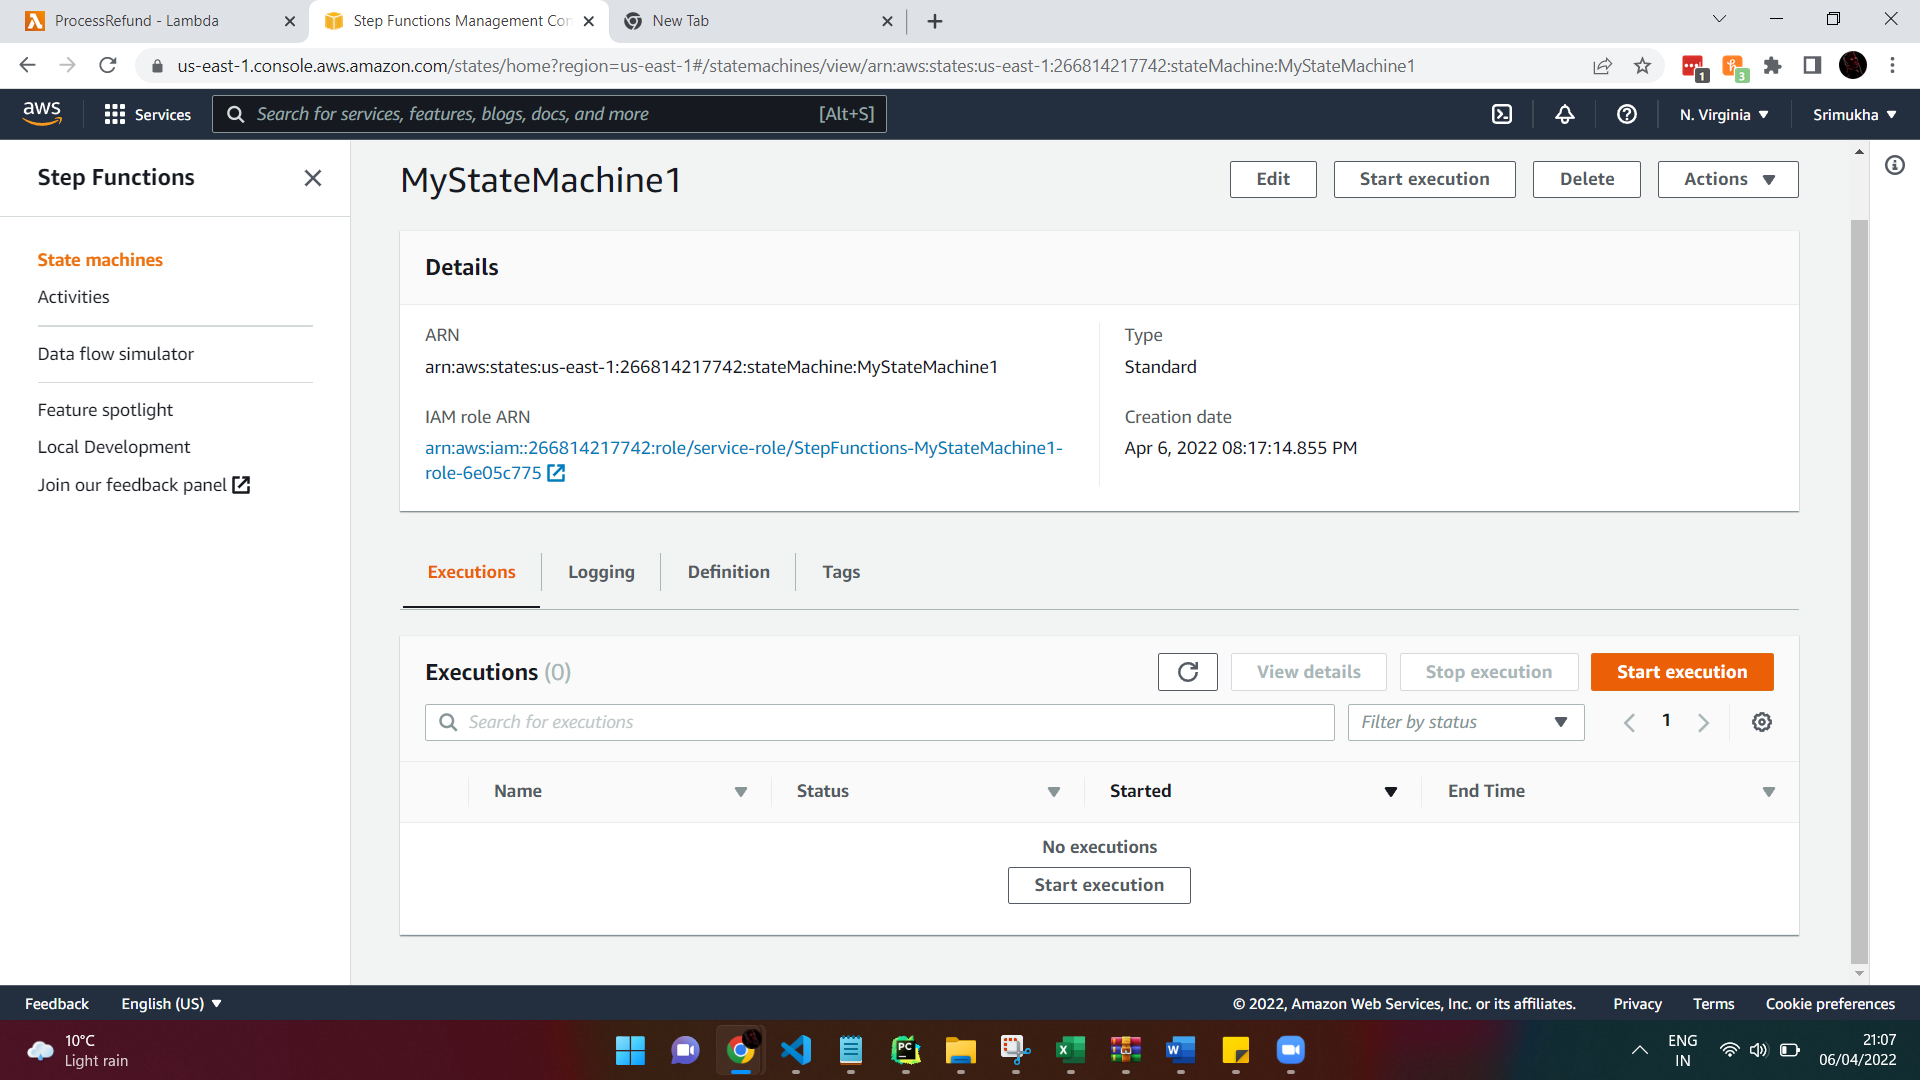 ProcessRefund - Lambda
Step Functions Management Con
New Tab
us-east-1.console.aws.amazon.com/states/home?region=us-east-1#/statemachines/view/arn:aws:states:us-east-1:266814217742:stateMachine:MyStateMachine1
1
3
aws
Services
Search for services, features, blogs, docs, and more
[Alt+S]
N. Virginia
Srimukha
Step Functions
State machines
Activities
Data flow simulator
Feature spotlight
Local Development
Join our feedback panel
MyStateMachine1
Edit
Start execution
Delete
Actions
Details
ARN
arn:aws:states:us-east-1:266814217742:stateMachine:MyStateMachine1
IAM role ARN
arn:aws:iam::266814217742:role/service-role/StepFunctions-MyStateMachine1-
role-6e05c775
Type
Standard
Creation date
Apr 6, 2022 08:17:14.855 PM
Executions
Logging
Definition
Tags
Executions (0)
View details
Stop execution
Start execution
Search for executions
Filter by status
1
Name
Status
Started
End Time
No executions
Start execution
Feedback
English (US)
© 2022, Amazon Web Services, Inc. or its affiliates.
Privacy
Terms
Cookie preferences
10°C
Light rain
PC
X
W
ENG
IN
21:07
06/04/2022